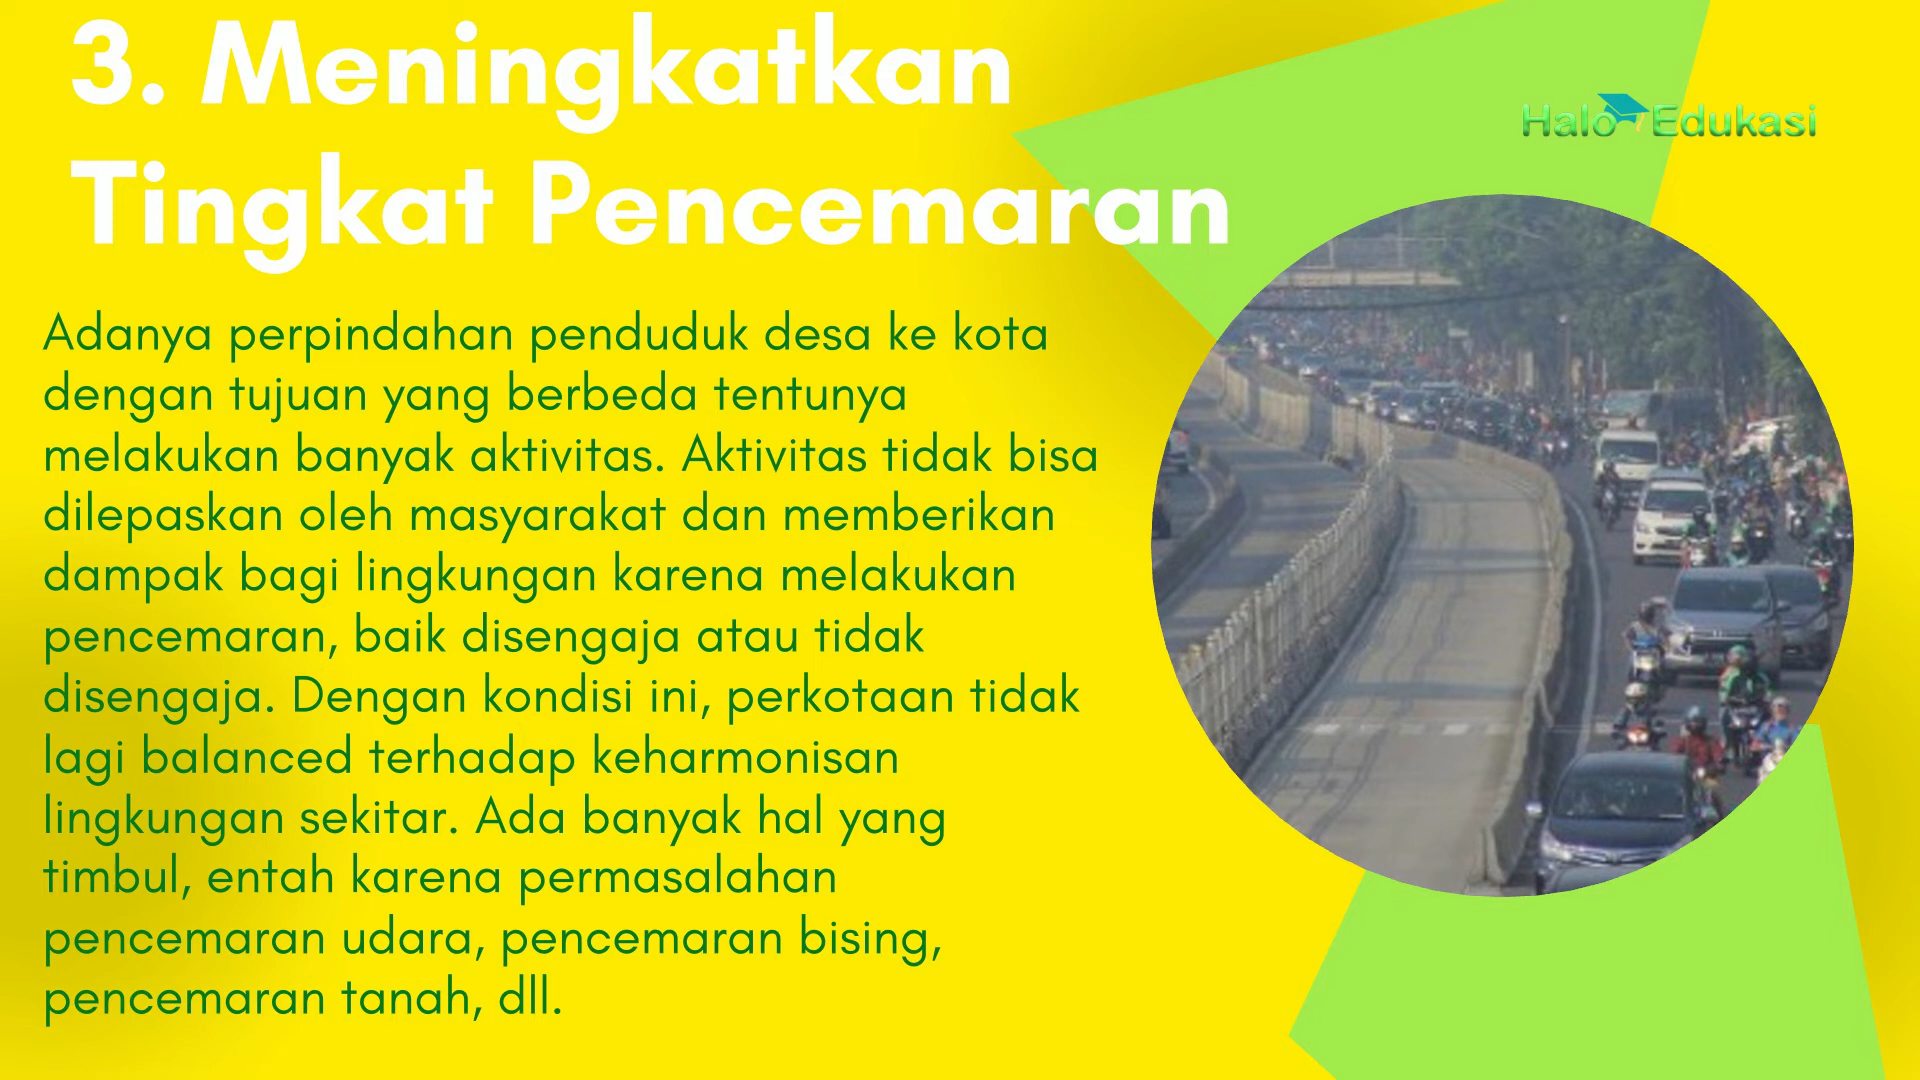 3. Meningkatkan
Tingkat Pencemaran
Halo Edukasi
Adanya perpindahan penduduk desa ke kota
dengan tujuan yang berbeda tentunya
melakukan banyak aktivitas. Aktivitas tidak bisa
dilepaskan oleh masyarakat dan memberikan
dampak bagi lingkungan karena melakukan
pencemaran, baik disengaja atau tidak
disengaja. Dengan kondisi ini, perkotaan tidak
lagi balanced terhadap keharmonisan
lingkungan sekitar. Ada banyak hal yang
timbul, entah karena permasalahan
pencemaran udara, pencemaran bising,
pencemaran tanah, dll.